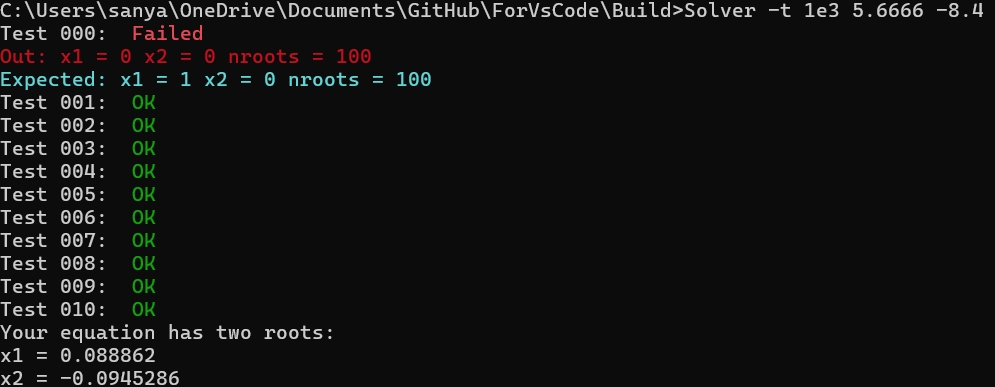 C:\Users\sanya\OneDrive\Documents\GitHub\ForVsCode\Build>Solver -t 1e3 5.6666 -8.4
Test 000:  Failed
Out: x1 = 0 x2 = 0 nroots = 100
Expected: x1 = 1 x2 = 0 nroots = 100
Test 001:  OK
Test 002:  OK
Test 003:  OK
Test 004:  OK
Test 005:  OK
Test 006:  OK
Test 007:  OK
Test 008:  OK
Test 009:  OK
Test 010:  OK
Your equation has two roots:
x1 = 0.088862
x2 = -0.0945286